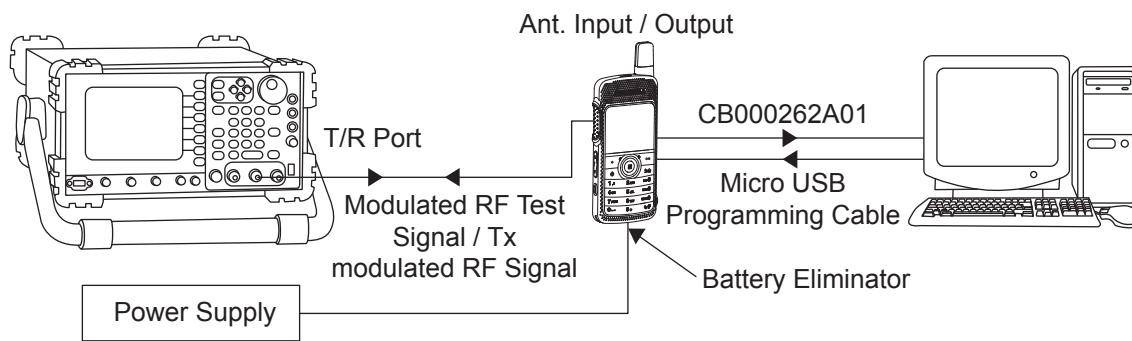 Ant. Input / Output
T/R Port
CB000262A01
Modulated RF Test
Signal / Tx
modulated RF Signal
Micro USB
Programming Cable
Battery Eliminator
Power Supply